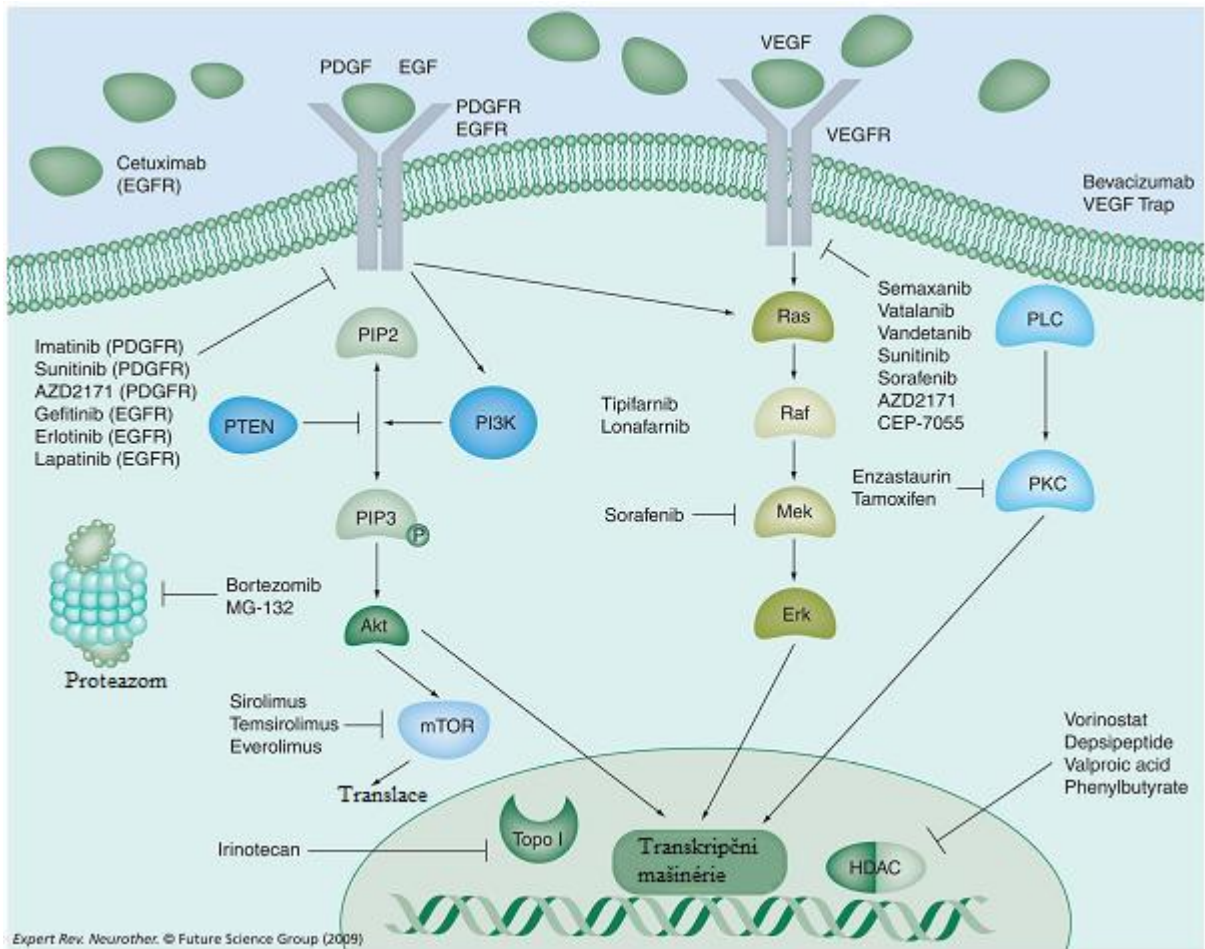 VEGF
PDGF EGF
PDGFR
EGFR
VEGFR
Cetuximab
(EGFR)
Bevacizumab
VEGF Trap
Imatinib (PDGFR)
Sunitinib (PDGFR)
AZD2171 (PDGFR)
Gefitinib (EGFR)
Erlotinib (EGFR)
Lapatinib (EGFR)
PIP2
PTEN
PI3K
PIP3
P
Akt
Ras
Raf
Mek
Erk
Tipifarnib
Lonafarnib
Sorafenib
Semaxanib
Vatalanib
Vandetanib
Sunitinib
Sorafenib
AZD2171
CEP-7055
PLC
Enzastaurin
Tamoxifen
PKC
Bortezomib
MG-132
Proteazom
Sirolimus
Temsirolimus
Everolimus
mTOR
Translace
Vorinostat
Depsipeptide
Valproic acid
Phenylbutyrate
Irinotecan
Topo I
Transkripčni
mašinérie
HDAC
Expert Rev. Neurother. © Future Science Group (2009)